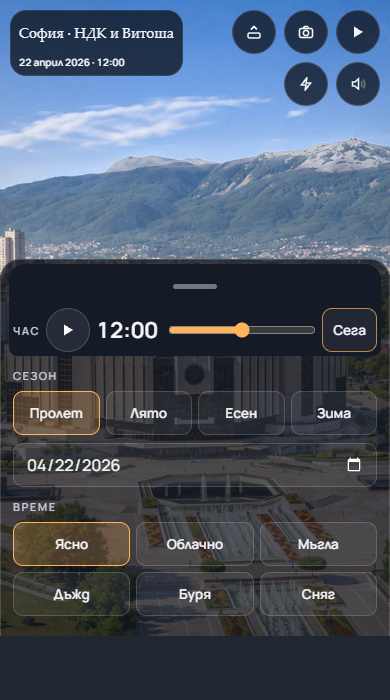 София · НДК и Витоша
22 април 2026 · 12:00
ЧАС
12:00
Сега
СЕЗОН
Пролет
Лято
Есен
Зима
04/22/2026
ВРЕМЕ
Ясно
Облачно
Мъгла
Дъжд
Буря
Сняг